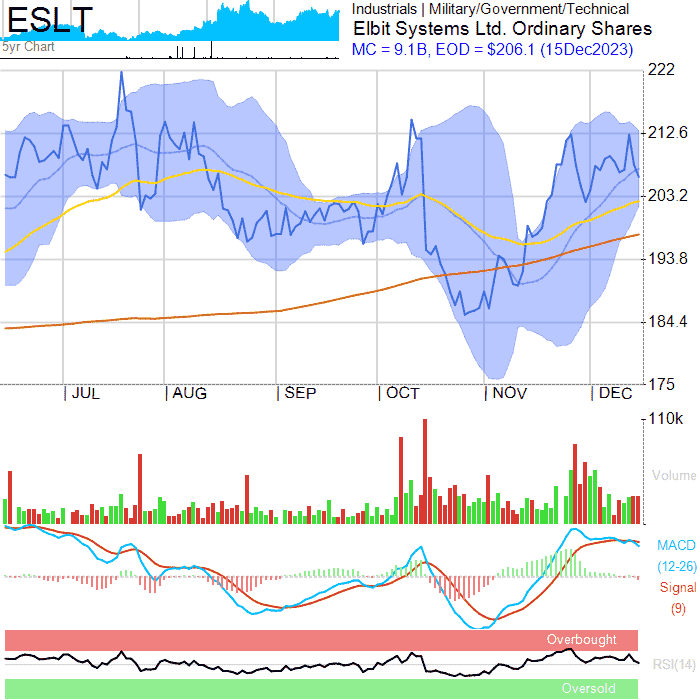 ESLT
5yr Chart
Industrials | Military/Government/Technical
Elbit Systems Ltd. Ordinary Shares
MC = 9.1B, EOD = $206.1 (15Dec2023)
222
212.6
203.2
193.8
184.4
175
JUL AUG SEP OCT NOV DEC
110k
Volume
MACD
(12-26)
Signal
(9)
Overbought
RSI(14)
Oversold